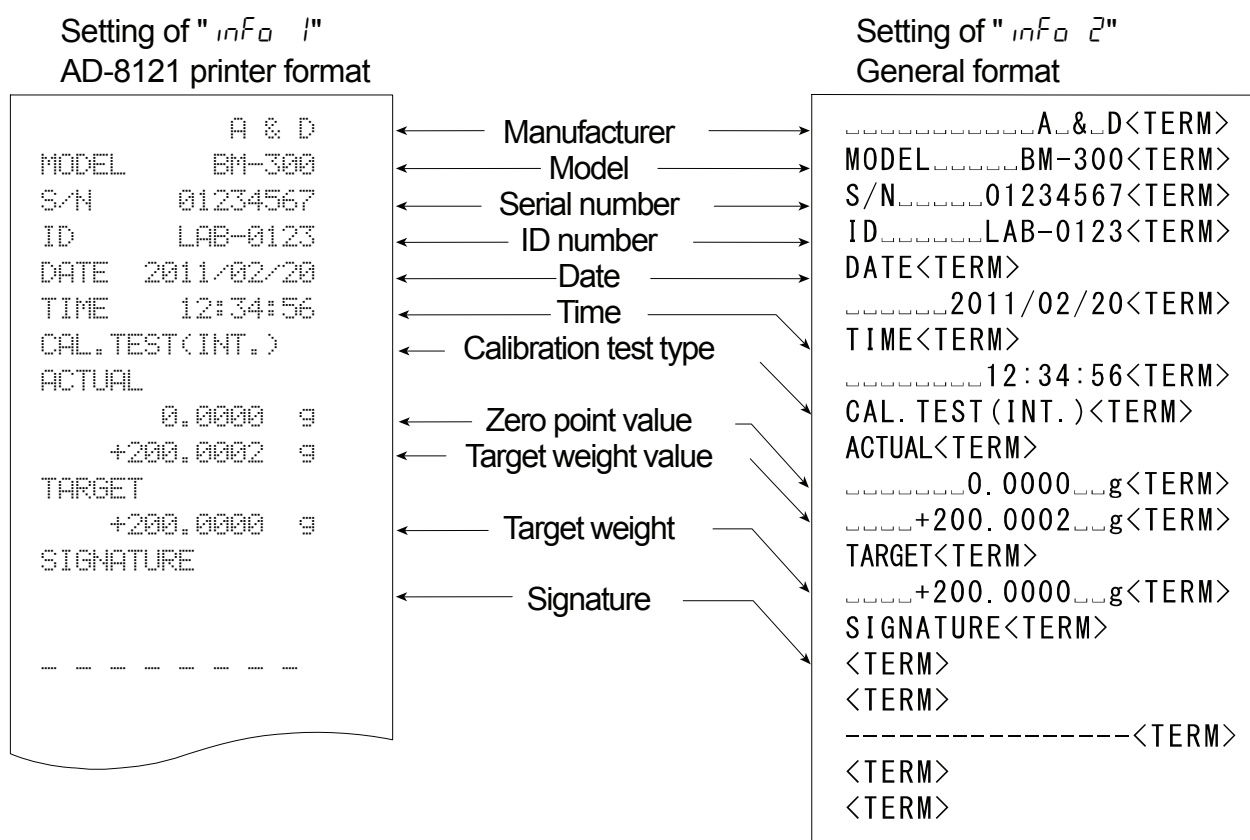 Setting of " info 1"
AD-8121 printer format
A & D
MODEL BM-300
S/N 01234567
ID LAB-0123
DATE 2011/02/20
TIME 12:34:56
CAL.TEST(INT.)
ACTUAL
0.0000 g
+200.0002 g
TARGET
+200.0000 g
SIGNATURE
_ _ _ _ _ _ _ _
Manufacturer
Model
Serial number
ID number
Date
Time
Calibration test type
Zero point value
Target weight value
Target weight
Signature
Setting of " info 2"
General format
␣␣␣␣␣␣␣␣␣␣␣A␣&␣D<TERM>
MODEL␣␣␣␣␣BM-300<TERM>
S/N␣␣␣␣␣01234567<TERM>
ID␣␣␣␣␣␣LAB-0123<TERM>
DATE<TERM>
␣␣␣␣␣␣2011/02/20<TERM>
TIME<TERM>
␣␣␣␣␣␣␣␣12:34:56<TERM>
CAL.TEST(INT.)<TERM>
ACTUAL<TERM>
␣␣␣␣␣␣␣0.0000␣␣g<TERM>
␣␣␣␣+200.0002␣␣g<TERM>
TARGET<TERM>
␣␣␣␣+200.0000␣␣g<TERM>
SIGNATURE<TERM>
<TERM>
<TERM>
----------------<TERM>
<TERM>
<TERM>